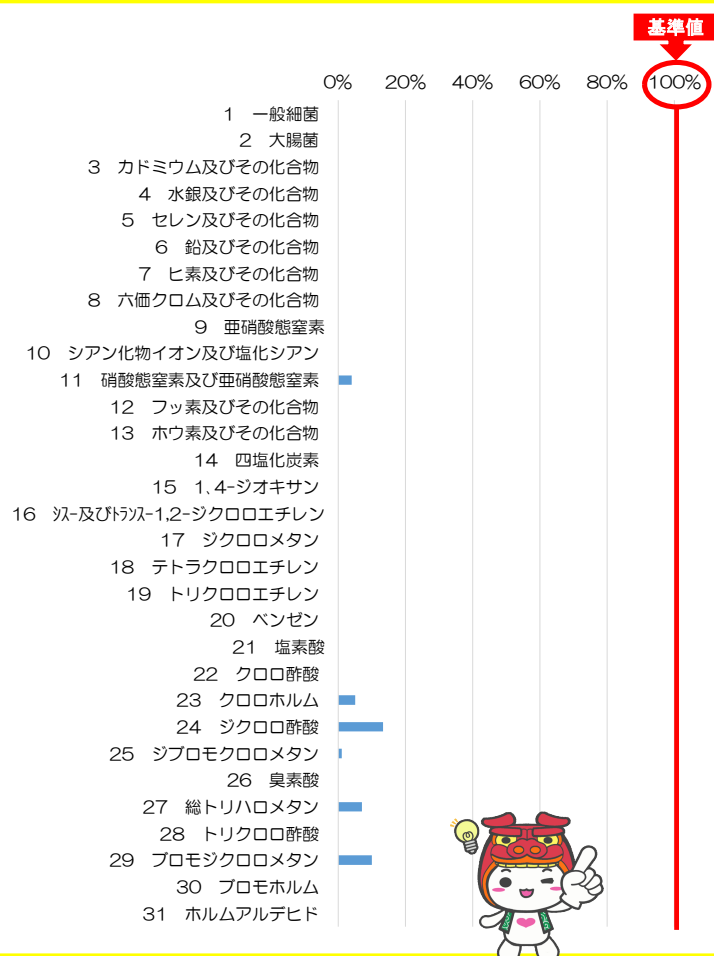 基準値
0% 20% 40% 60% 80% 100%
1 一般細菌
2 大腸菌
3 カドミウム及びその化合物
4 水銀及びその化合物
5 セレン及びその化合物
6 鉛及びその化合物
7 ヒ素及びその化合物
8 六価クロム及びその化合物
9 亜硝酸態窒素
10 シアン化物イオン及び塩化シアン
11 硝酸態窒素及び亜硝酸態窒素
12 フッ素及びその化合物
13 ホウ素及びその化合物
14 四塩化炭素
15 1、4-ジオキサン
16 シスー及びトランスー1,2-ジクロロエチレン
17 ジクロロメタン
18 テトラクロロエチレン
19 トリクロロエチレン
20 ベンゼン
21 塩素酸
22 クロロ酢酸
23 クロロホルム
24 ジクロロ酢酸
25 ジブロモクロロメタン
26 臭素酸
27 総トリハロメタン
28 トリクロロ酢酸
29 ブロモジクロロメタン
30 ブロモホルム
31 ホルムアルデヒド